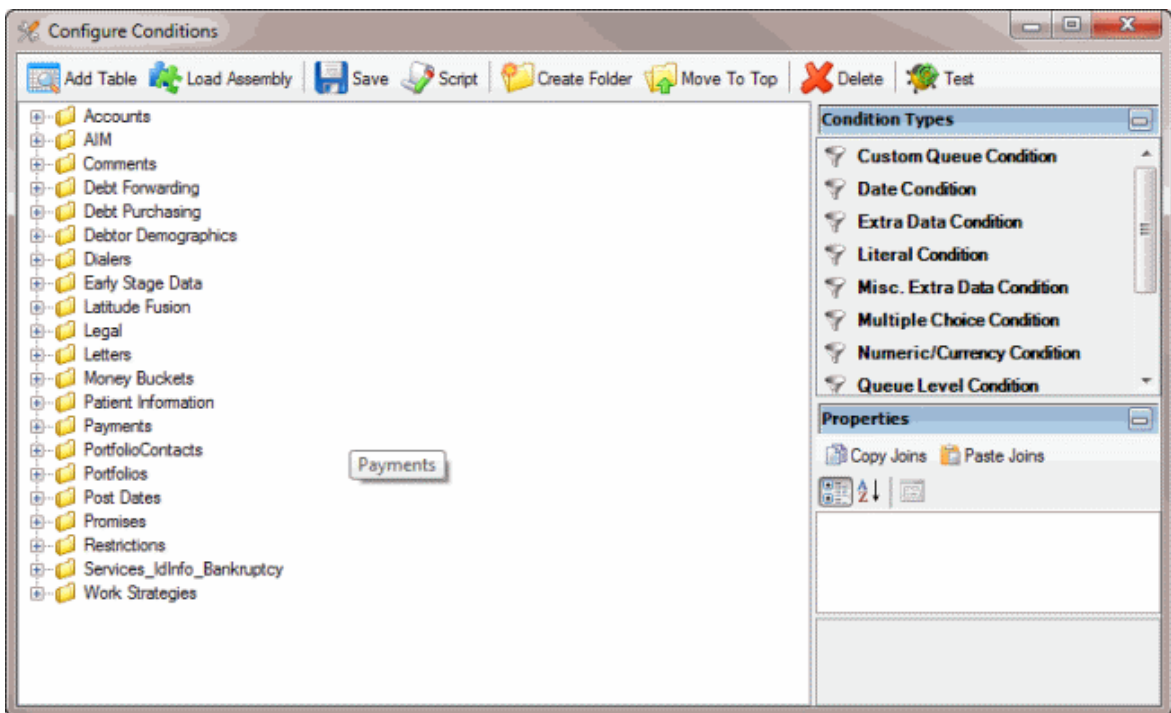 Configure Conditions
Add Table Load Assembly Save Script Create Folder Move To Top Delete Test
Accounts
AIM
Comments
Debt Forwarding
Debt Purchasing
Debtor Demographics
Dialers
Early Stage Data
Latitude Fusion
Legal
Letters
Money Buckets
Patient Information
Payments
PortfolioContacts
Portfolios
Post Dates
Promises
Restrictions
Services_IdInfo_Bankruptcy
Work Strategies
Payments
Condition Types
Custom Queue Condition
Date Condition
Extra Data Condition
Literal Condition
Misc. Extra Data Condition
Multiple Choice Condition
Numeric/Currency Condition
Queue Level Condition
Properties
Copy Joins Paste Joins